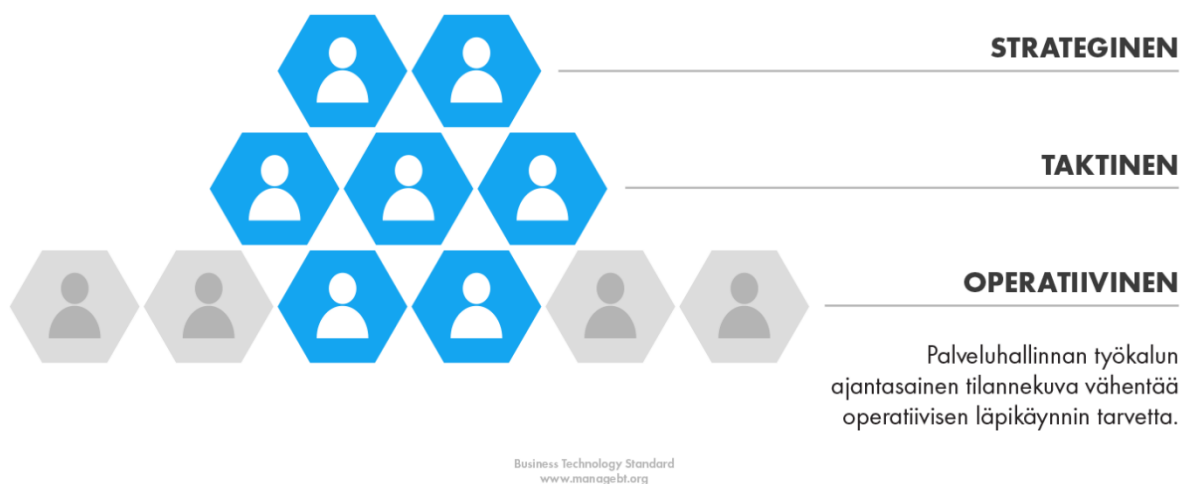 STRATEGINEN
TAKTINEN
OPERATIIVINEN
Palveluhallinnan työkalun
ajantasainen tilannekuva vähentää
operatiivisen läpikäynnin tarvetta.
Business Technology Standard
www.managebt.org